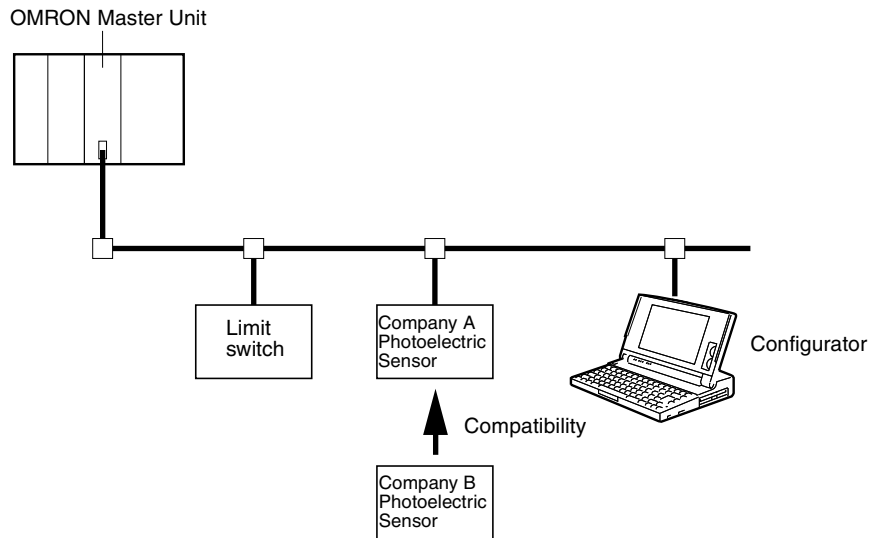 OMRON Master Unit
Limit
switch
Company A
Photoelectric
Sensor
Configurator
Compatibility
Company B
Photoelectric
Sensor